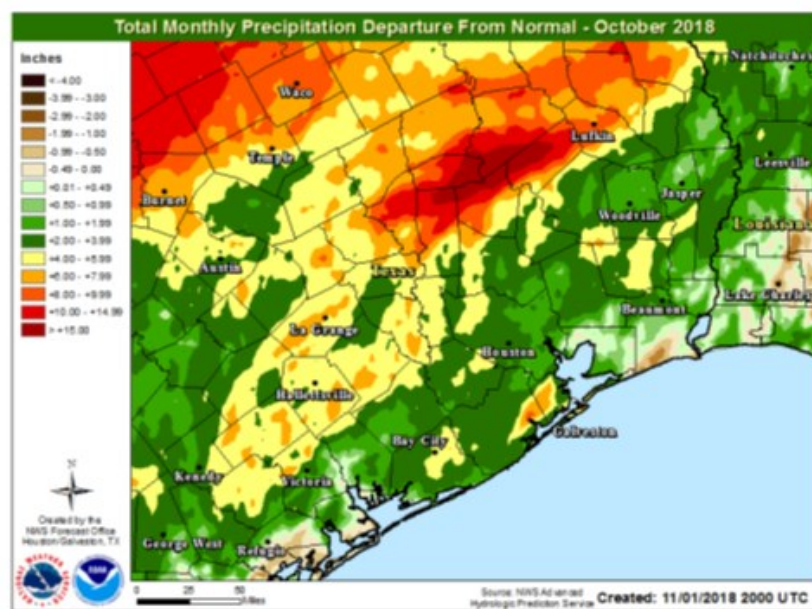 Total Monthly Precipitation Departure From Normal - October 2018
Inches
< -4.00
-3.99 - -3.00
-2.99 - -2.00
-1.99 - -1.00
-0.99 - -0.50
-0.49 - 0.00
+0.01 - +0.49
+0.50 - +0.99
+1.00 - +1.99
+2.00 - +3.99
+4.00 - +5.99
+6.00 - +7.99
+8.00 - +9.99
+10.00 - +14.99
> +15.00
Natchitoches
Waco
Lufkin
Temple
Leesville
Burnet
Jasper
Woodville
Louisiana
Austin
Texas
Lake Charles
Beaumont
La Grange
Houston
Hallettsville
Galveston
Bay City
Kenedy
Victoria
George West
Refugio
N
Created by the
NWS Forecast Office
Houston/Galveston, TX
0 25 50
Miles
Source: NWS Advanced
Hydrologic Prediction Service
Created: 11/01/2018 2000 UTC